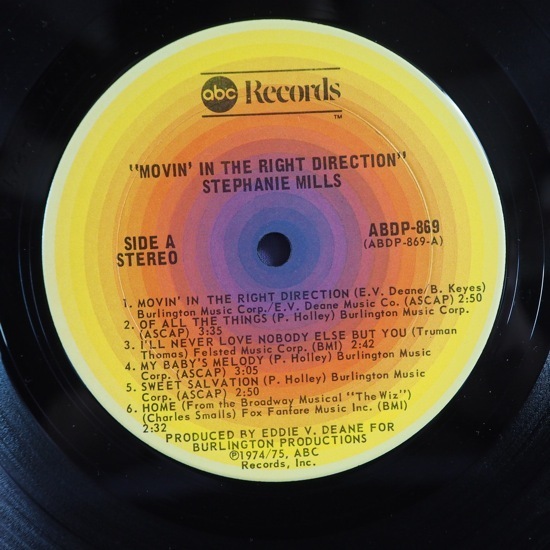 abc Records
TM
"MOVIN' IN THE RIGHT DIRECTION"
STEPHANIE MILLS
SIDE A
STEREO
ABDP-869
(ABDP-869-A)
1. MOVIN' IN THE RIGHT DIRECTION (E.V. Deane/B. Keyes)
Burlington Music Corp./E.V. Deane Music Co. (ASCAP) 2:50
2. OF ALL THE THINGS (P. Holley) Burlington Music Corp.
(ASCAP) 3:35
3. I'LL NEVER LOVE NOBODY ELSE BUT YOU (Truman
Thomas) Felsted Music Corp. (BMI) 2:42
4. MY BABY'S MELODY (P. Holley) Burlington Music
Corp. (ASCAP) 3:05
5. SWEET SALVATION (P. Holley) Burlington Music
Corp. (ASCAP) 2:50
6. HOME (From the Broadway Musical "The Wiz")
(Charles Smalls) Fox Fanfare Music Inc. (BMI)
2:32
PRODUCED BY EDDIE V. DEANE FOR
BURLINGTON PRODUCTIONS
℗1974/75, ABC
Records, Inc.